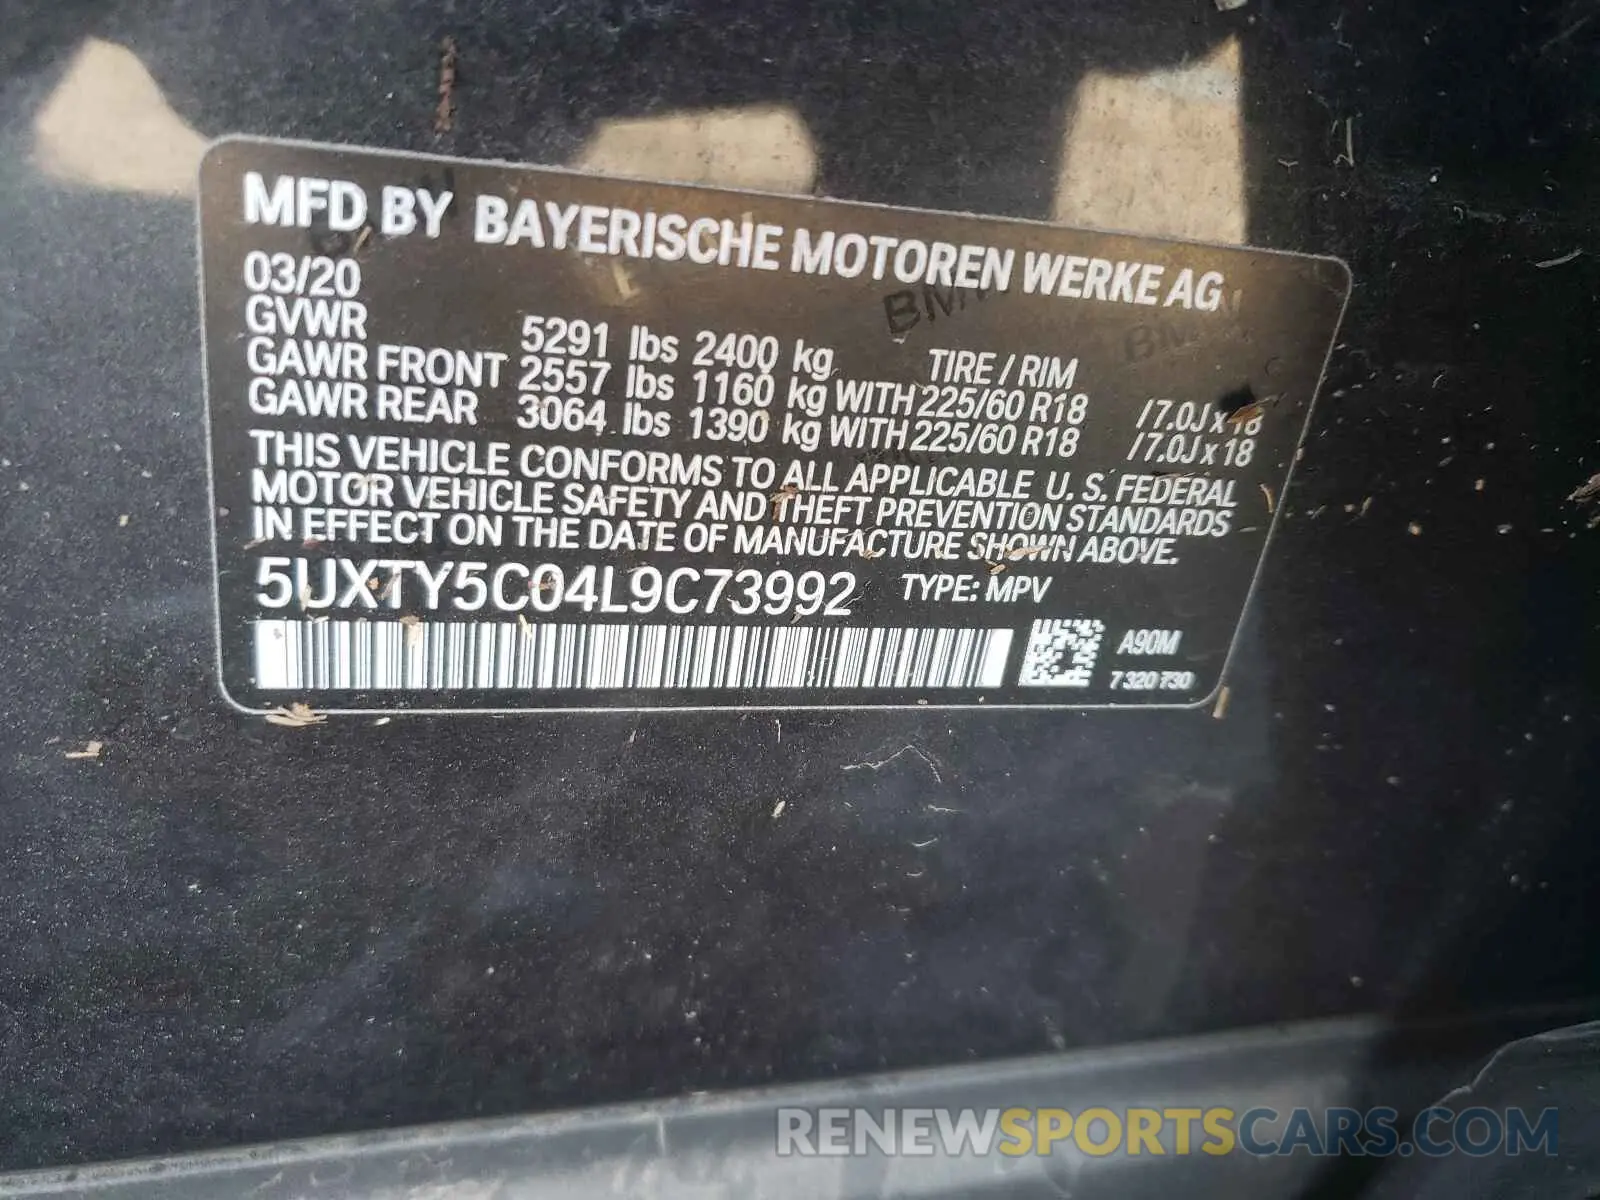 MFD BY BAYERISCHE MOTOREN WERKE AG
03/20
GVWR 5291 lbs 2400 kg TIRE / RIM
GAWR FRONT 2557 lbs 1160 kg WITH 225/60 R18 / 7.0J x 18
GAWR REAR 3064 lbs 1390 kg WITH 225/60 R18 / 7.0J x 18
THIS VEHICLE CONFORMS TO ALL APPLICABLE U. S. FEDERAL
MOTOR VEHICLE SAFETY AND THEFT PREVENTION STANDARDS
IN EFFECT ON THE DATE OF MANUFACTURE SHOWN ABOVE.
5UXTY5C04L9C73992 TYPE: MPV
A90M
7 320 730
RENEWSPORTSCARS.COM